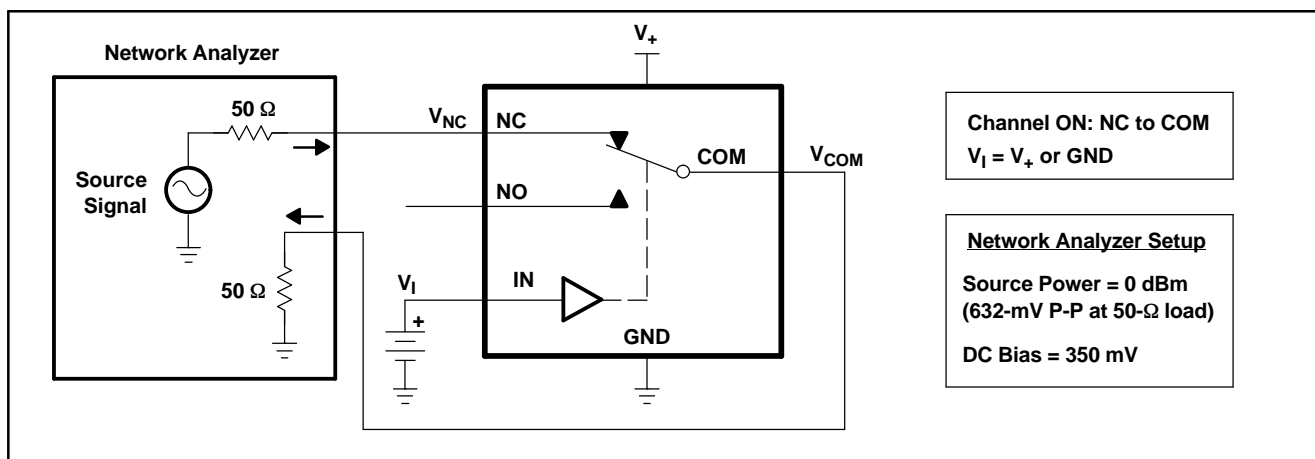 Network Analyzer
50 Ω
Source
Signal
50 Ω
V+
VNC
NC
COM
VCOM
NO
VI
IN
+
GND
Channel ON: NC to COM
VI = V+ or GND
Network Analyzer Setup
Source Power = 0 dBm
(632-mV P-P at 50-Ω load)
DC Bias = 350 mV